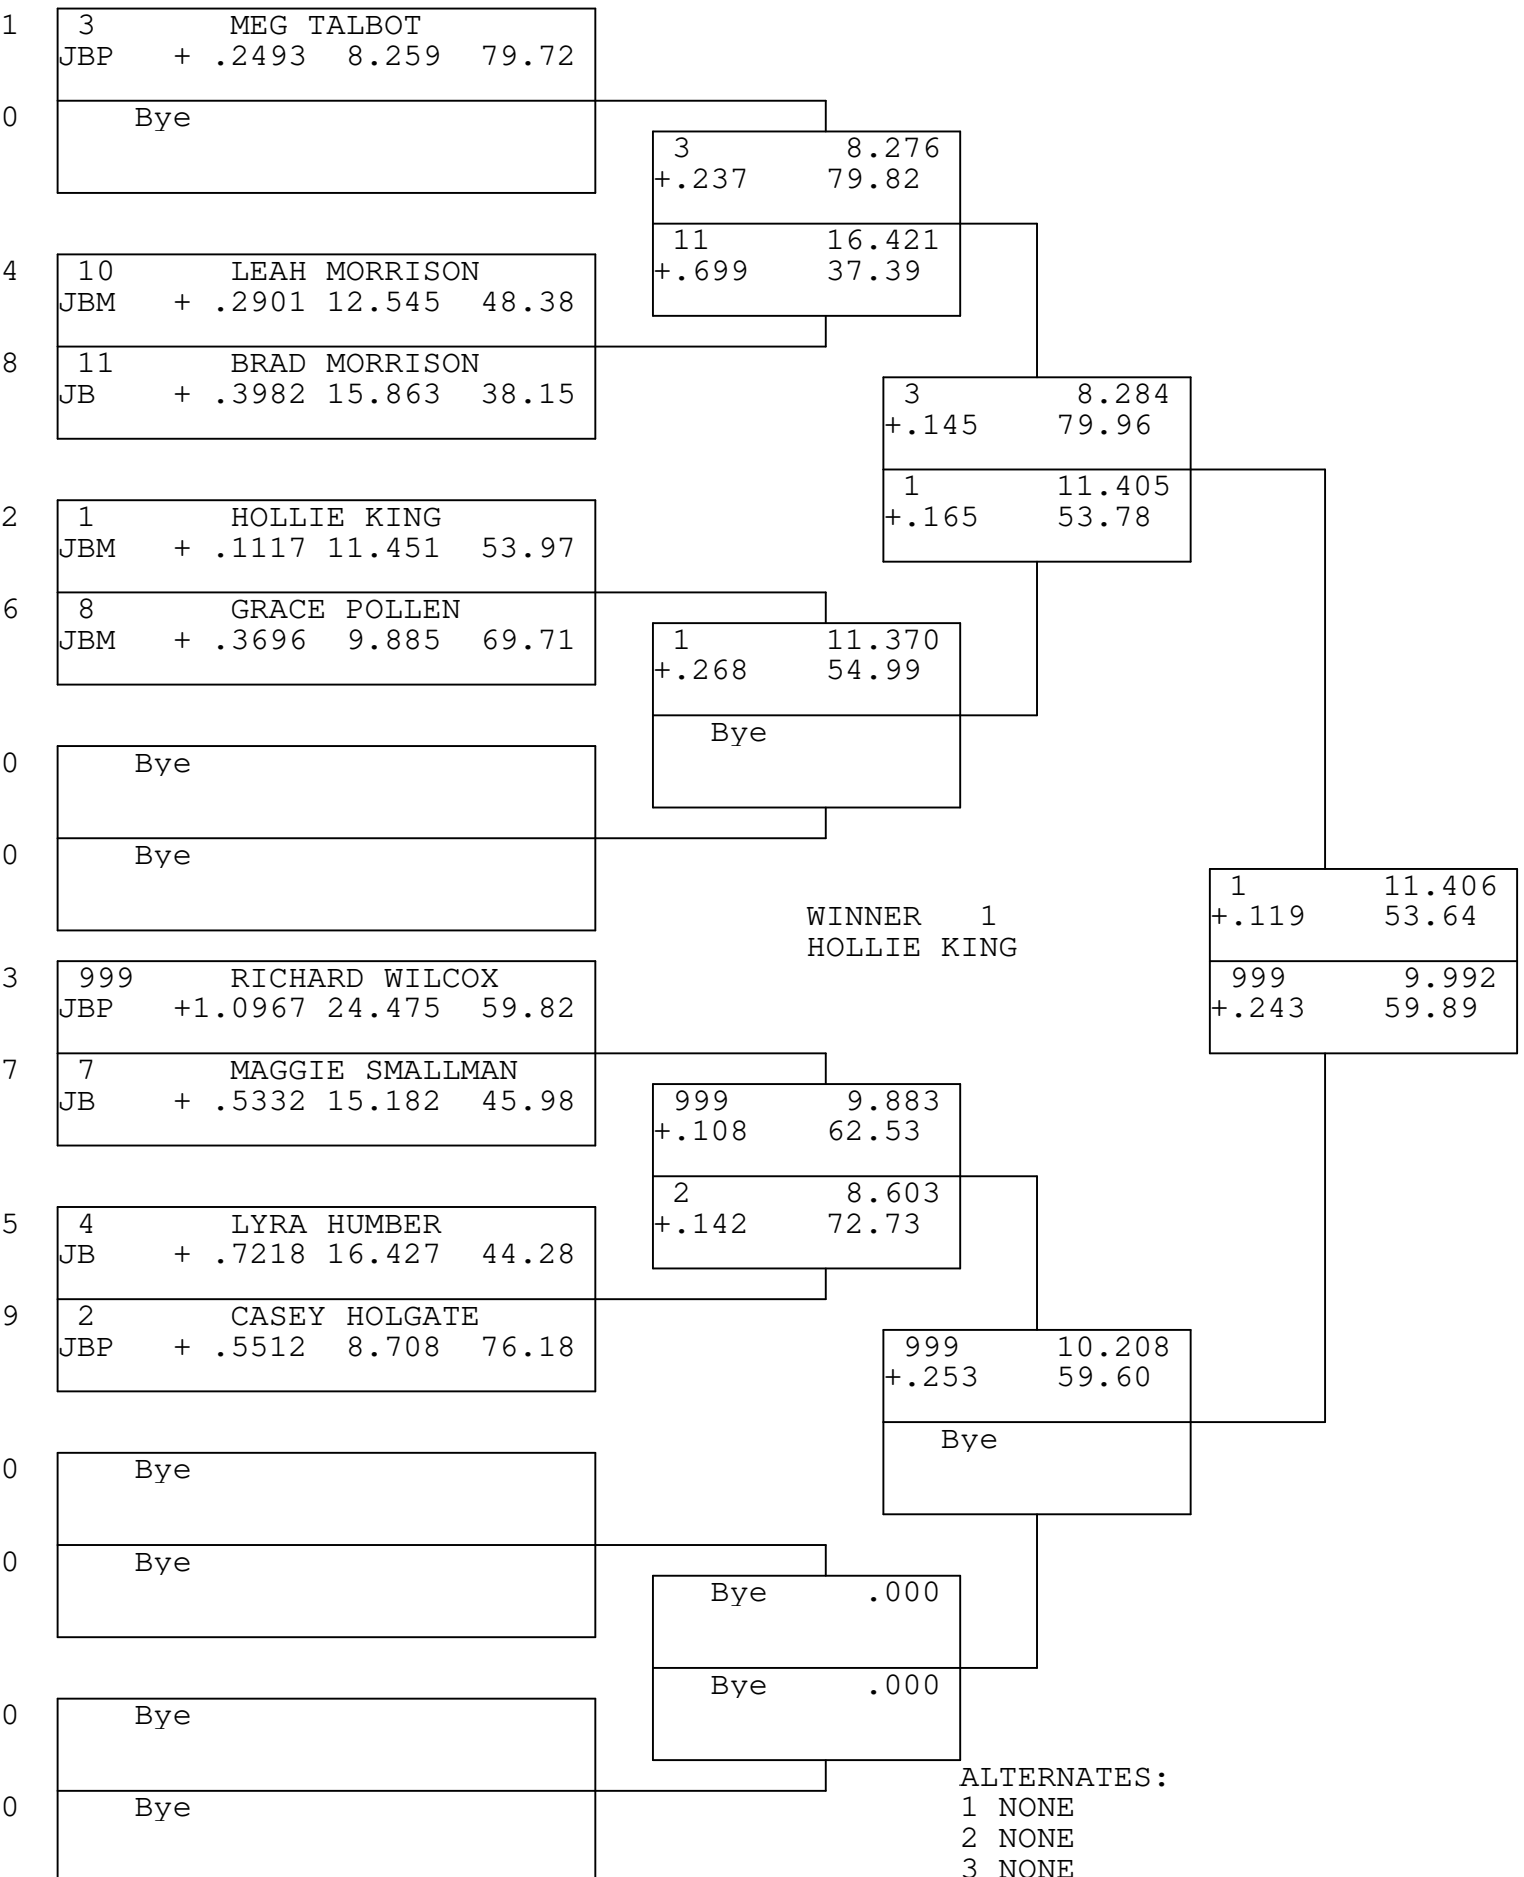 1 3 MEG TALBOT
JBP + .2493 8.259 79.72
0 Bye
3 8.276
+.237 79.82
11 16.421
+.699 37.39
4 10 LEAH MORRISON
JBM + .2901 12.545 48.38
8 11 BRAD MORRISON
JB + .3982 15.863 38.15
3 8.284
+.145 79.96
1 11.405
+.165 53.78
2 1 HOLLIE KING
JBM + .1117 11.451 53.97
6 8 GRACE POLLEN
JBM + .3696 9.885 69.71
1 11.370
+.268 54.99
Bye
0 Bye
0 Bye
1 11.406
+.119 53.64
999 9.992
+.243 59.89
WINNER 1
HOLLIE KING
3 999 RICHARD WILCOX
JBP +1.0967 24.475 59.82
7 7 MAGGIE SMALLMAN
JB + .5332 15.182 45.98
999 9.883
+.108 62.53
2 8.603
+.142 72.73
5 4 LYRA HUMBER
JB + .7218 16.427 44.28
9 2 CASEY HOLGATE
JBP + .5512 8.708 76.18
999 10.208
+.253 59.60
Bye
0 Bye
0 Bye
Bye .000
Bye .000
0 Bye
0 Bye
ALTERNATES:
1 NONE
2 NONE
3 NONE